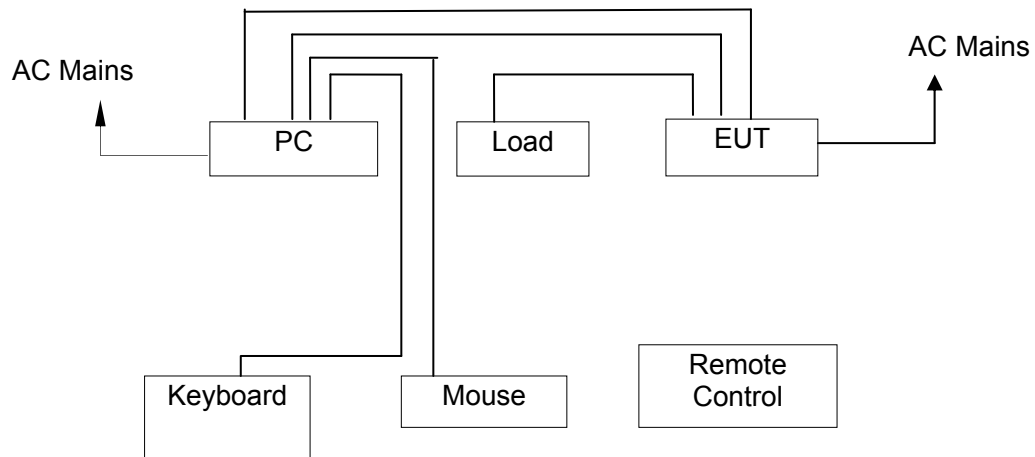 AC Mains
AC Mains
PC
Load
EUT
Keyboard
Mouse
Remote
Control